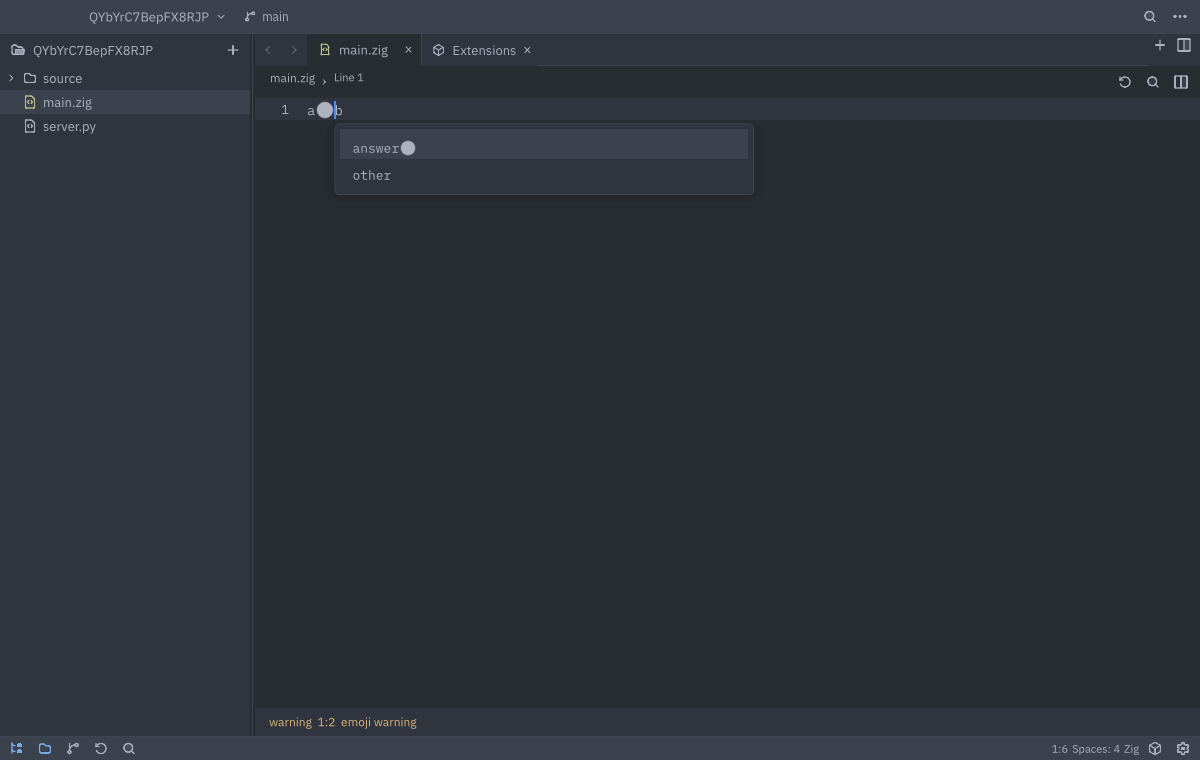 QYbYrC7BepFX8RJP main
QYbYrC7BepFX8RJP
source
main.zig
server.py
main.zig Extensions
main.zig › Line 1
1 a⚪b
answer⚪
other
warning 1:2 emoji warning
1:6 Spaces: 4 Zig